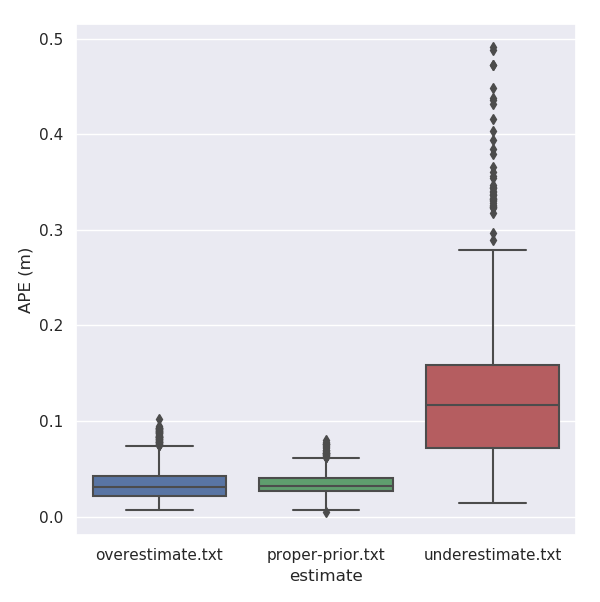 0.5
0.4
0.3
0.2
0.1
0.0
APE (m)
overestimate.txt
proper-prior.txt
underestimate.txt
estimate